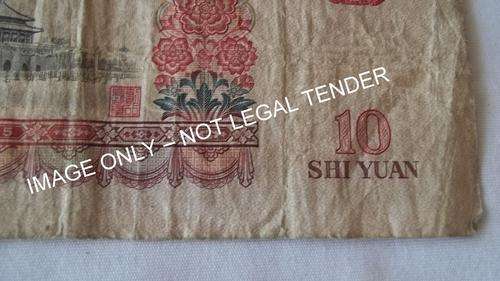 IMAGE ONLY – NOT LEGAL TENDER
10
SHI YUAN